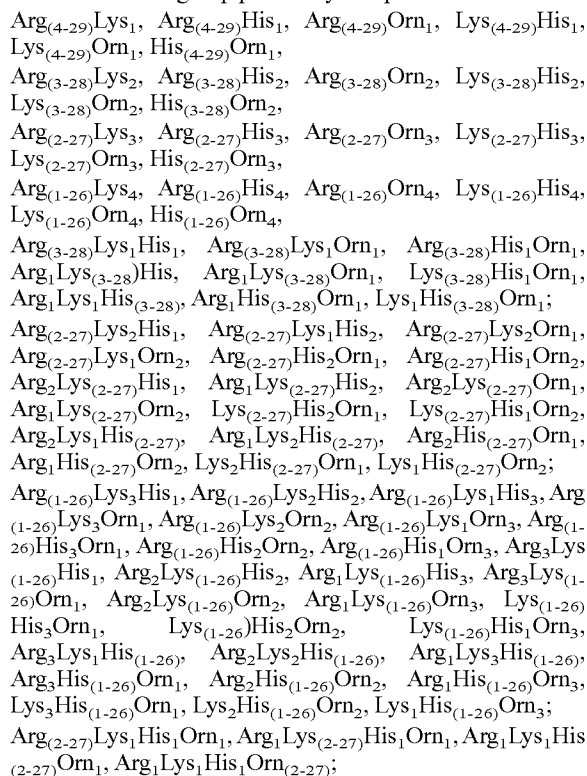 Arg(4-29)Lys1, Arg(4-29)His1, Arg(4-29)Orn1, Lys(4-29)His1,
Lys(4-29)Orn1, His(4-29)Orn1,
Arg(3-28)Lys2, Arg(3-28)His2, Arg(3-28)Orn2, Lys(3-28)His2,
Lys(3-28)Orn2, His(3-28)Orn2,
Arg(2-27)Lys3, Arg(2-27)His3, Arg(2-27)Orn3, Lys(2-27)His3,
Lys(2-27)Orn3, His(2-27)Orn3,
Arg(1-26)Lys4, Arg(1-26)His4, Arg(1-26)Orn4, Lys(1-26)His4,
Lys(1-26)Orn4, His(1-26)Orn4,
Arg(3-28)Lys1His1, Arg(3-28)Lys1Orn1, Arg(3-28)His1Orn1,
Arg1Lys(3-28)His, Arg1Lys(3-28)Orn1, Lys(3-28)His1Orn1,
Arg1Lys1His(3-28), Arg1His(3-28)Orn1, Lys1His(3-28)Orn1;
Arg(2-27)Lys2His1, Arg(2-27)Lys1His2, Arg(2-27)Lys2Orn1,
Arg(2-27)Lys1Orn2, Arg(2-27)His2Orn1, Arg(2-27)His1Orn2,
Arg2Lys(2-27)His1, Arg1Lys(2-27)His2, Arg2Lys(2-27)Orn1,
Arg1Lys(2-27)Orn2, Lys(2-27)His2Orn1, Lys(2-27)His1Orn2,
Arg2Lys1His(2-27), Arg1Lys2His(2-27), Arg2His(2-27)Orn1,
Arg1His(2-27)Orn2, Lys2His(2-27)Orn1, Lys1His(2-27)Orn2;
Arg(1-26)Lys3His1, Arg(1-26)Lys2His2, Arg(1-26)Lys1His3, Arg
(1-26)Lys3Orn1, Arg(1-26)Lys2Orn2, Arg(1-26)Lys1Orn3, Arg(1-
26)His3Orn1, Arg(1-26)His2Orn2, Arg(1-26)His1Orn3, Arg3Lys
(1-26)His1, Arg2Lys(1-26)His2, Arg1Lys(1-26)His3, Arg3Lys(1-
26)Orn1, Arg2Lys(1-26)Orn2, Arg1Lys(1-26)Orn3, Lys(1-26)
His3Orn1, Lys(1-26)His2Orn2, Lys(1-26)His1Orn3,
Arg3Lys1His(1-26), Arg2Lys2His(1-26), Arg1Lys3His(1-26),
Arg3His(1-26)Orn1, Arg2His(1-26)Orn2, Arg1His(1-26)Orn3,
Lys3His(1-26)Orn1, Lys2His(1-26)Orn2, Lys1His(1-26)Orn3;
Arg(2-27)Lys1His1Orn1, Arg1Lys(2-27)His1Orn1, Arg1Lys1His
(2-27)Orn1, Arg1Lys1His1Orn(2-27);